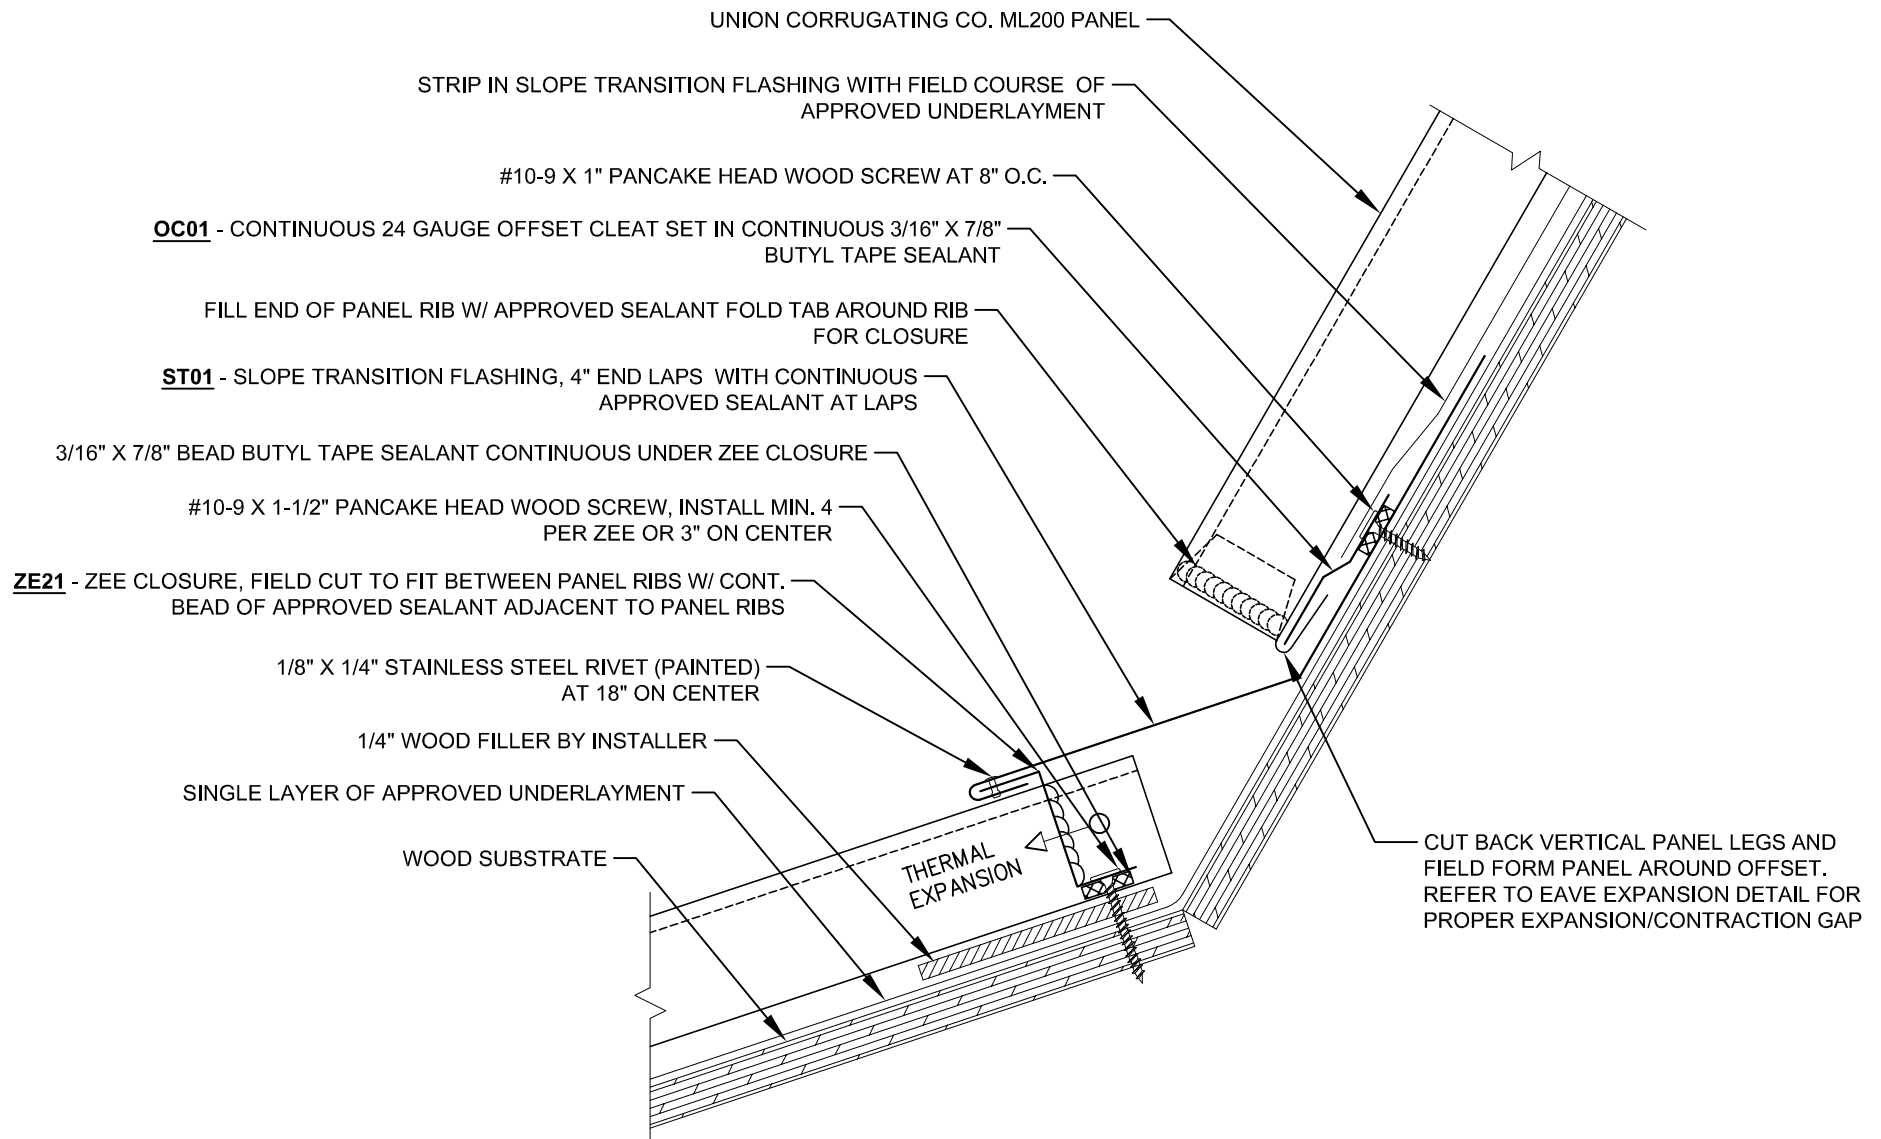 UNION CORRUGATING CO. ML200 PANEL
STRIP IN SLOPE TRANSITION FLASHING WITH FIELD COURSE OF
APPROVED UNDERLAYMENT
#10-9 X 1" PANCAKE HEAD WOOD SCREW AT 8" O.C.
OC01 - CONTINUOUS 24 GAUGE OFFSET CLEAT SET IN CONTINUOUS 3/16" X 7/8"
BUTYL TAPE SEALANT
FILL END OF PANEL RIB W/ APPROVED SEALANT FOLD TAB AROUND RIB
FOR CLOSURE
ST01 - SLOPE TRANSITION FLASHING, 4" END LAPS WITH CONTINUOUS
APPROVED SEALANT AT LAPS
3/16" X 7/8" BEAD BUTYL TAPE SEALANT CONTINUOUS UNDER ZEE CLOSURE
#10-9 X 1-1/2" PANCAKE HEAD WOOD SCREW, INSTALL MIN. 4
PER ZEE OR 3" ON CENTER
ZE21 - ZEE CLOSURE, FIELD CUT TO FIT BETWEEN PANEL RIBS W/ CONT.
BEAD OF APPROVED SEALANT ADJACENT TO PANEL RIBS
1/8" X 1/4" STAINLESS STEEL RIVET (PAINTED)
AT 18" ON CENTER
1/4" WOOD FILLER BY INSTALLER
SINGLE LAYER OF APPROVED UNDERLAYMENT
WOOD SUBSTRATE
THERMAL
EXPANSION
CUT BACK VERTICAL PANEL LEGS AND
FIELD FORM PANEL AROUND OFFSET.
REFER TO EAVE EXPANSION DETAIL FOR
PROPER EXPANSION/CONTRACTION GAP